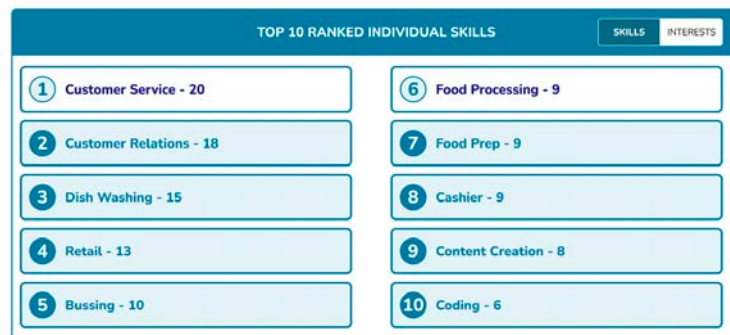 TOP 10 RANKED INDIVIDUAL SKILLS
SKILLS
INTERESTS
1 Customer Service - 20
2 Customer Relations - 18
3 Dish Washing - 15
4 Retail - 13
5 Bussing - 10
6 Food Processing - 9
7 Food Prep - 9
8 Cashier - 9
9 Content Creation - 8
10 Coding - 6